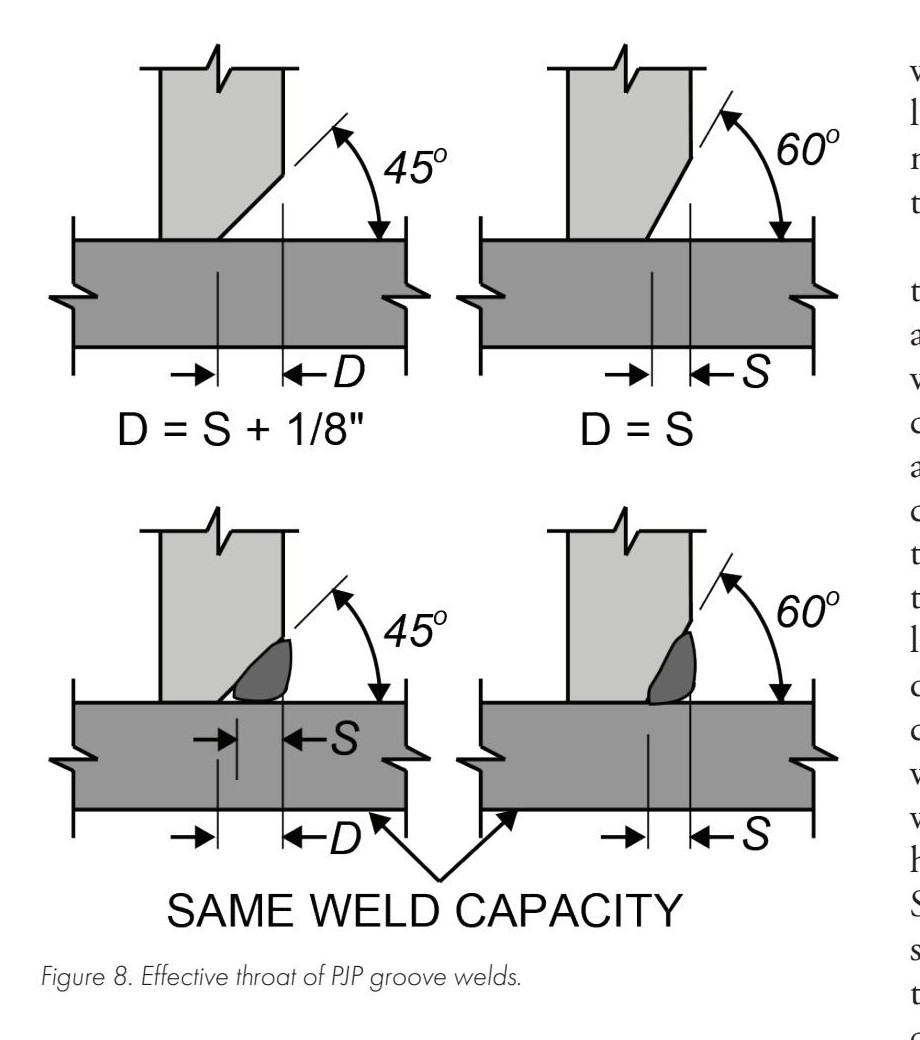 45°
60°
D
S
D = S + 1/8"
D = S
45°
60°
S
D
S
SAME WELD CAPACITY
Figure 8. Effective throat of PJP groove welds.